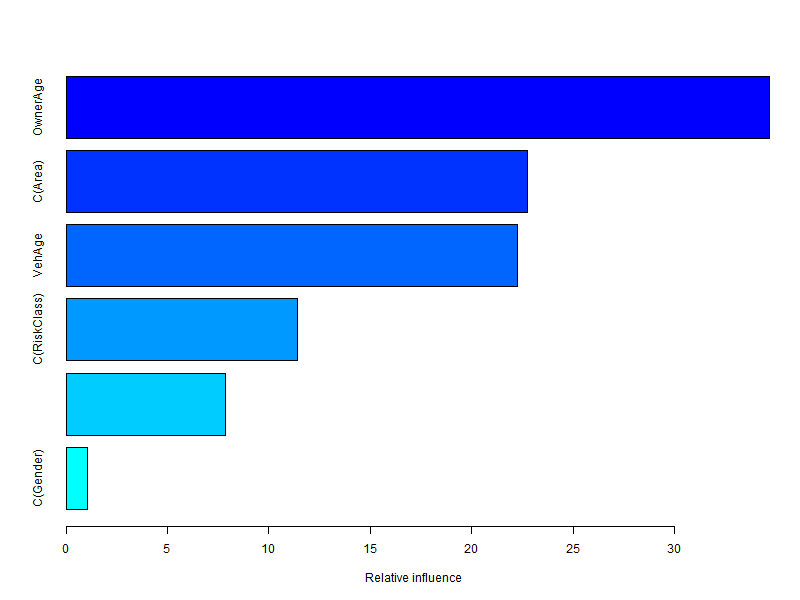 OwnerAge
C(Area)
VehAge
C(RiskClass)
C(Gender)
0 5 10 15 20 25 30
Relative influence